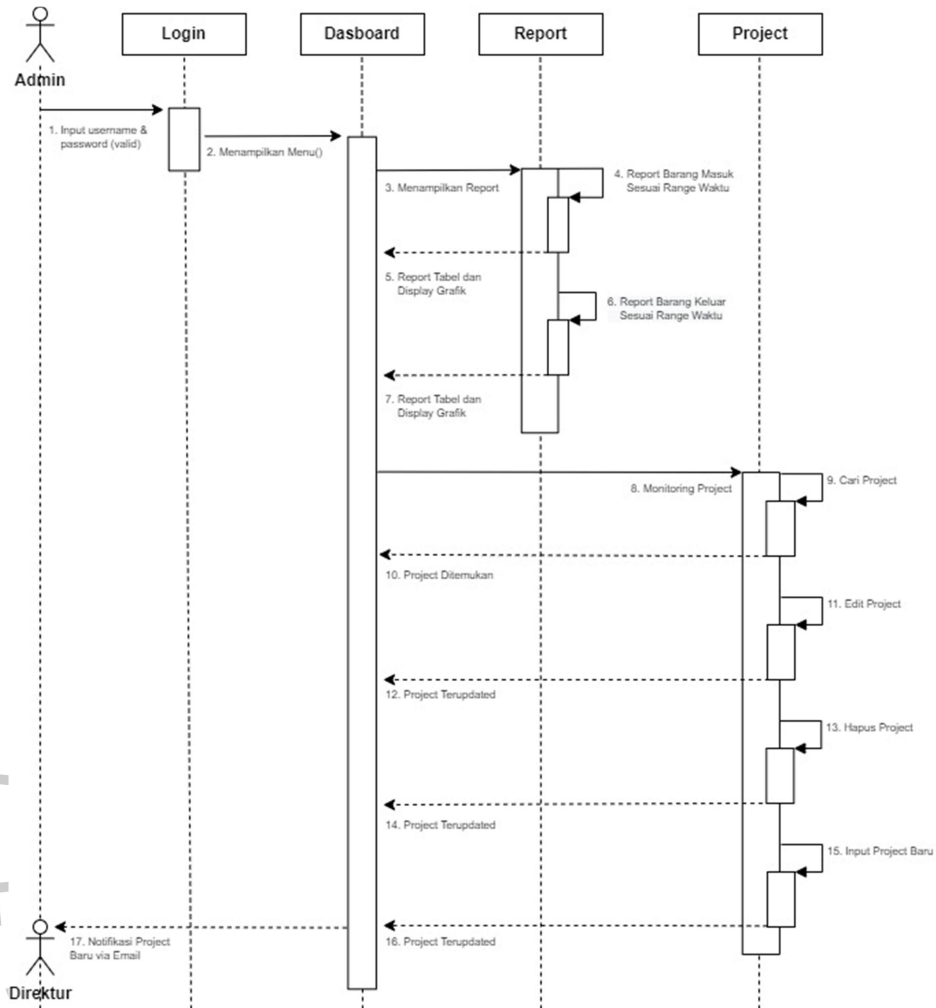 Login
Dasboard
Report
Project
Admin
1. Input username &
password (valid)
2. Menampilkan Menu()
3. Menampilkan Report
4. Report Barang Masuk
Sesuai Range Waktu
5. Report Tabel dan
Display Grafik
6. Report Barang Keluar
Sesuai Range Waktu
7. Report Tabel dan
Display Grafik
8. Monitoring Project
9. Cari Project
10. Project Ditemukan
11. Edit Project
12. Project Terupdated
13. Hapus Project
14. Project Terupdated
15. Input Project Baru
16. Project Terupdated
17. Notifikasi Project
Baru via Email
Direktur